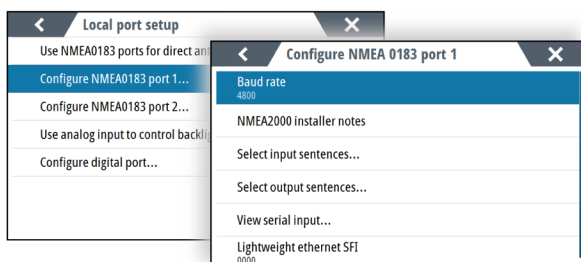 Local port setup
Use NMEA0183 ports for direct
Configure NMEA0183 port 1...
Configure NMEA0183 port 2...
Use analog input to control
Configure digital port...
Configure NMEA 0183 port 1
Baud rate
4800
NMEA2000 installer notes
Select input sentences...
Select output sentences...
View serial input...
Lightweight ethernet SFI
0000